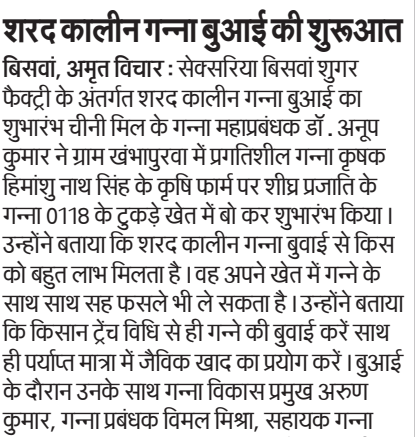 शरद कालीन गन्ना बुआई की शुरूआत
बिसवां, अमृत विचार : सेक्सरिया बिसवां शुगर
फैक्ट्री के अंतर्गत शरद कालीन गन्ना बुआई का
शुभारंभ चीनी मिल के गन्ना महाप्रबंधक डॉ . अनूप
कुमार ने ग्राम खंभापुरवा में प्रगतिशील गन्ना कृषक
हिमांशु नाथ सिंह के कृषि फार्म पर शीघ्र प्रजाति के
गन्ना 0118 के टुकड़े खेत में बो कर शुभारंभ किया ।
उन्होंने बताया कि शरद कालीन गन्ना बुवाई से किस
को बहुत लाभ मिलता है । वह अपने खेत में गन्ने के
साथ साथ सह फसले भी ले सकता है । उन्होंने बताया
कि किसान ट्रेंच विधि से ही गन्ने की बुवाई करें साथ
ही पर्याप्त मात्रा में जैविक खाद का प्रयोग करें । बुआई
के दौरान उनके साथ गन्ना विकास प्रमुख अरुण
कुमार, गन्ना प्रबंधक विमल मिश्रा, सहायक गन्ना